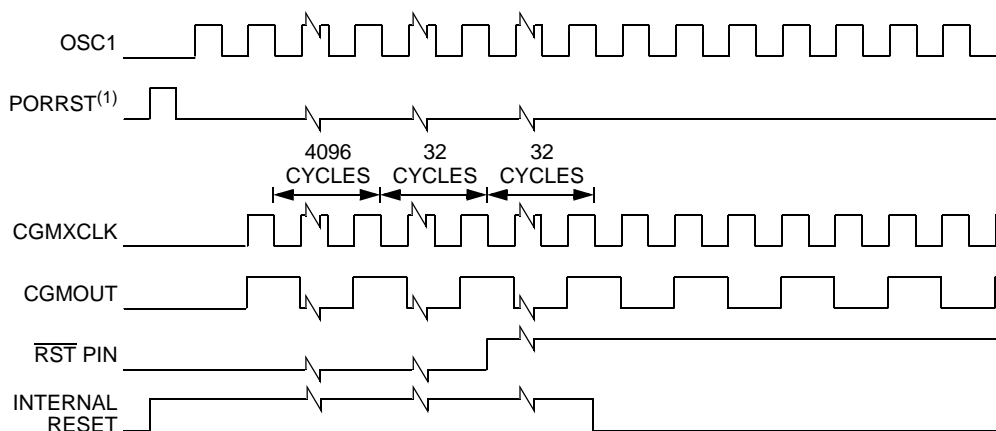 OSC1
PORRST(1)
4096
CYCLES
32
CYCLES
32
CYCLES
CGMXCLK
CGMOUT
RST PIN
INTERNAL
RESET